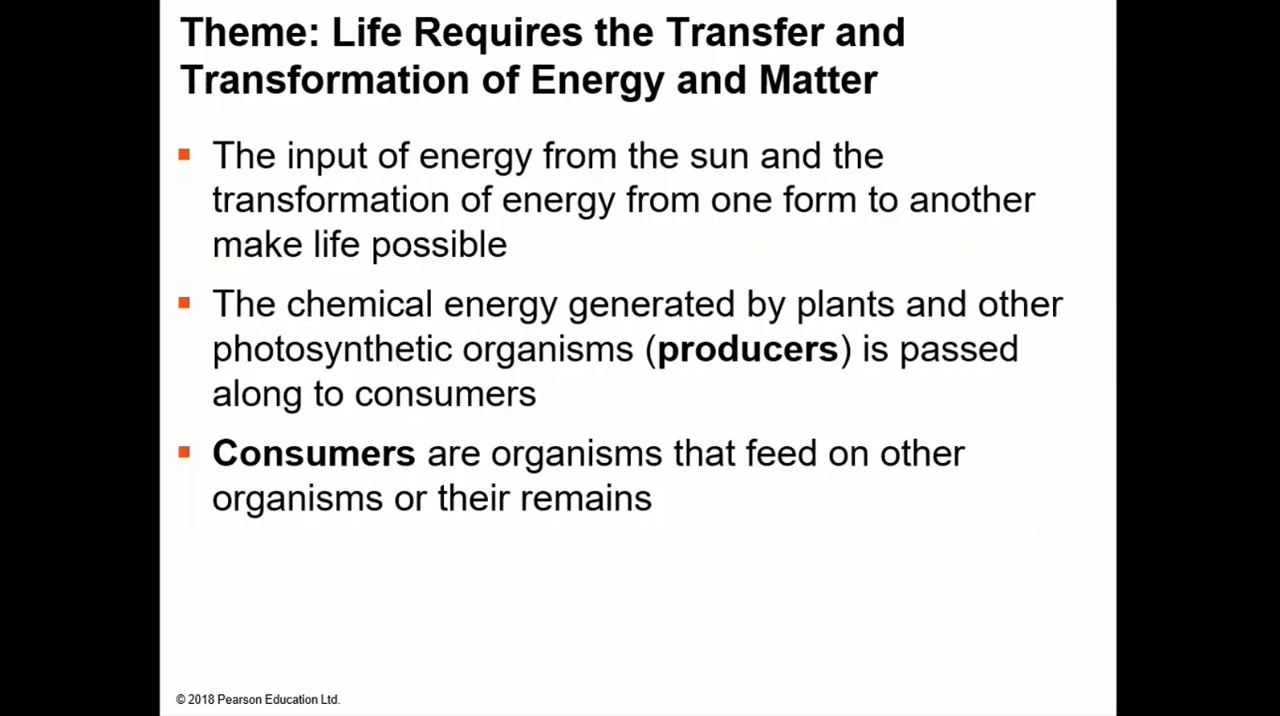 Theme: Life Requires the Transfer and
Transformation of Energy and Matter
▪ The input of energy from the sun and the
transformation of energy from one form to another
make life possible
▪ The chemical energy generated by plants and other
photosynthetic organisms (producers) is passed
along to consumers
▪ Consumers are organisms that feed on other
organisms or their remains
© 2018 Pearson Education Ltd.